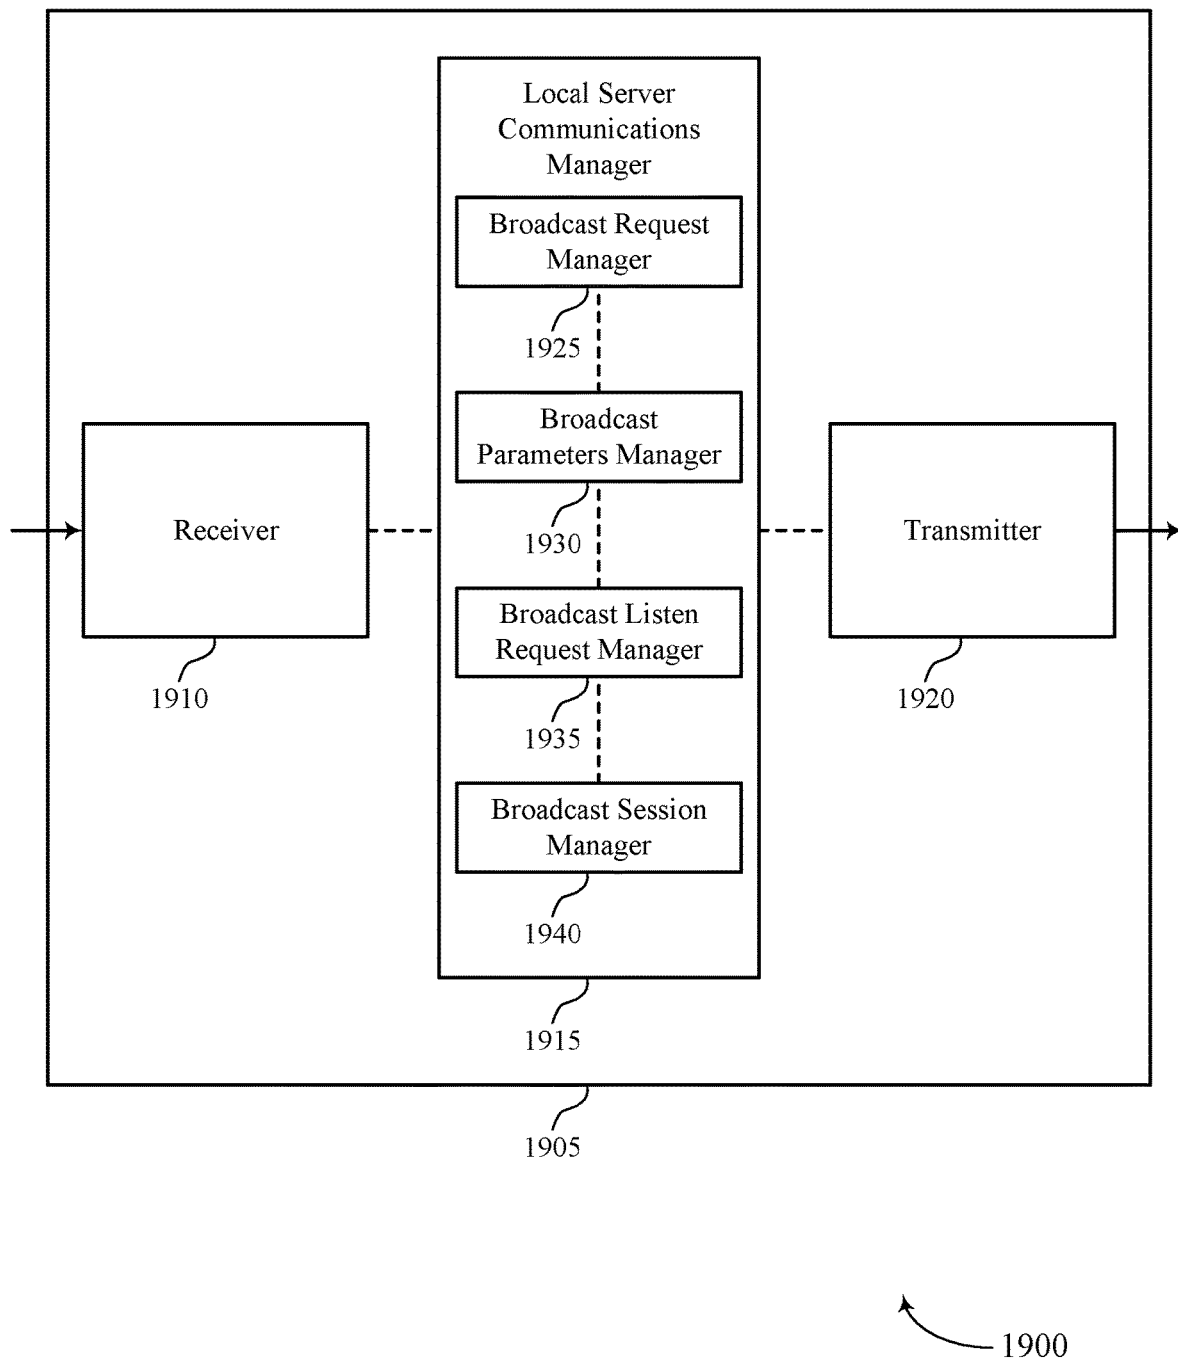 Local Server
Communications
Manager
Broadcast Request
Manager
1925
Broadcast
Parameters Manager
1930
Receiver
1910
Transmitter
1920
Broadcast Listen
Request Manager
1935
Broadcast Session
Manager
1940
1915
1905
1900